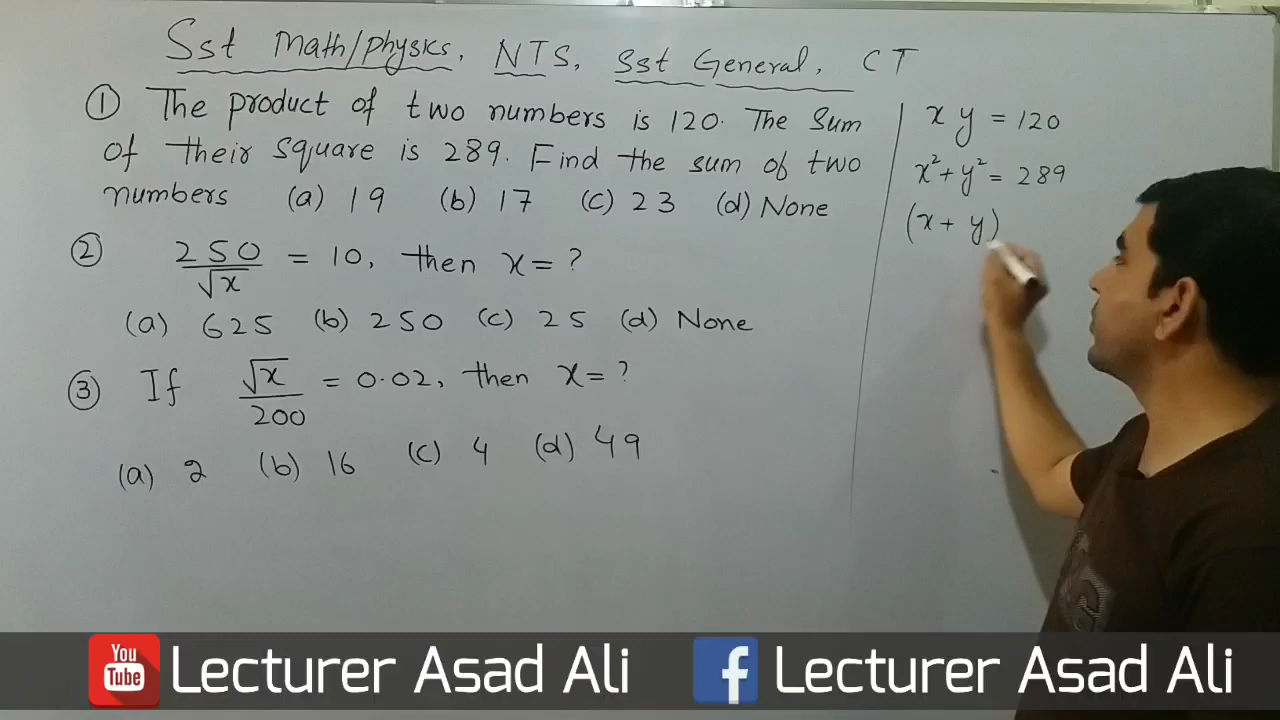 Sst Math/Physics, NTS, Sst General, CT
① The product of two numbers is 120. The Sum
of their square is 289. Find the sum of two
numbers (a) 19 (b) 17 (c) 23 (d) None
② 250/√x = 10, then x = ?
(a) 625 (b) 250 (c) 25 (d) None
③ If √x/200 = 0.02, then x = ?
(a) 2 (b) 16 (c) 4 (d) 49
x y = 120
x² + y² = 289
(x + y)
You Tube Lecturer Asad Ali f Lecturer Asad Ali